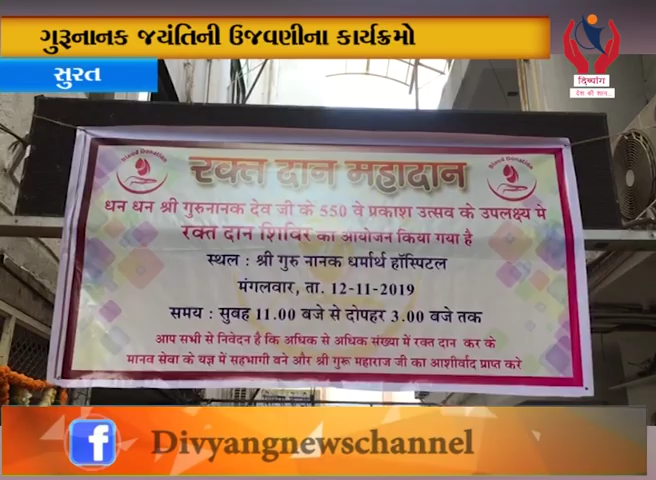 ગુરૂનાનક જયંતિની ઉજવણીના કાર્યક્રમો
સુરત
दिव्यांग
Blood Donation
रक्त दान महादान
Blood Donation
धन धन श्री गुरुनानक देव जी के 550 वे प्रकाश उत्सव के उपलक्ष्य मे
रक्त दान शिविर का आयोजन किया गया है
स्थल : श्री गुरु नानक धर्मार्थ हॉस्पिटल
मंगलवार, ता. 12-11-2019
समय : सुवह 11.00 बजे से दोपहर 3.00 बजे तक
आप सभी से निवेदन है कि अधिक से अधिक संख्या में रक्त दान कर के
मानव सेवा के यज्ञ में सहभागी वने और श्री गुरू महाराज जी का आशीर्वाद प्राप्त करे
f Divyangnewschannel